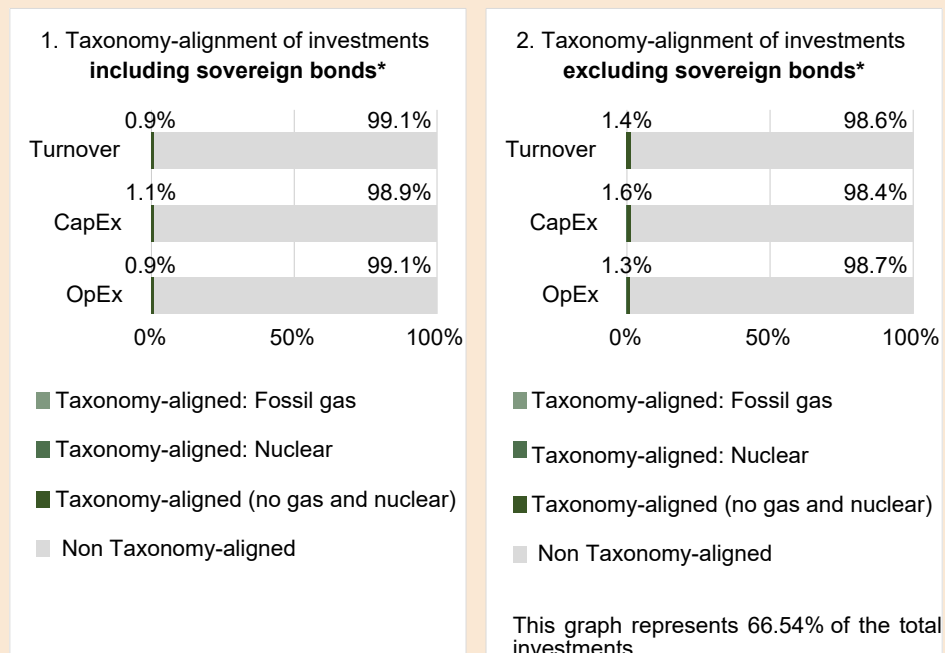 1. Taxonomy-alignment of investments
including sovereign bonds*
0.9% 99.1%
Turnover
1.1% 98.9%
CapEx
0.9% 99.1%
OpEx
0% 50% 100%
Taxonomy-aligned: Fossil gas
Taxonomy-aligned: Nuclear
Taxonomy-aligned (no gas and nuclear)
Non Taxonomy-aligned
2. Taxonomy-alignment of investments
excluding sovereign bonds*
1.4% 98.6%
Turnover
1.6% 98.4%
CapEx
1.3% 98.7%
OpEx
0% 50% 100%
Taxonomy-aligned: Fossil gas
Taxonomy-aligned: Nuclear
Taxonomy-aligned (no gas and nuclear)
Non Taxonomy-aligned
This graph represents 66.54% of the total
investments